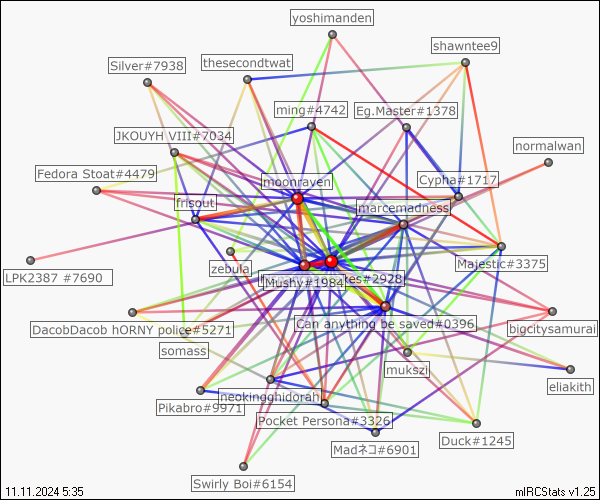 yoshimanden
shawntee9
Silver#7938
thesecondtwat
ming#4742
Eg.Master#1378
JKOUYH VIII#7034
normalwan
Fedora Stoat#4479
moonraven
Cypha#1717
frisout
marcemadness
zebula
Majestic#3375
LPK2387 #7690
es#2928
Mushy#1984
DacobDacob hORNY police#5271
Can anything be saved#0396
bigcitysamurai
somass
mukszi
eliakith
Pikabro#9971
neokingghidorah
Pocket Persona#3326
Duck#1245
Madネコ#6901
Swirly Boi#6154
11.11.2024 5:35
mIRCStats v1.25